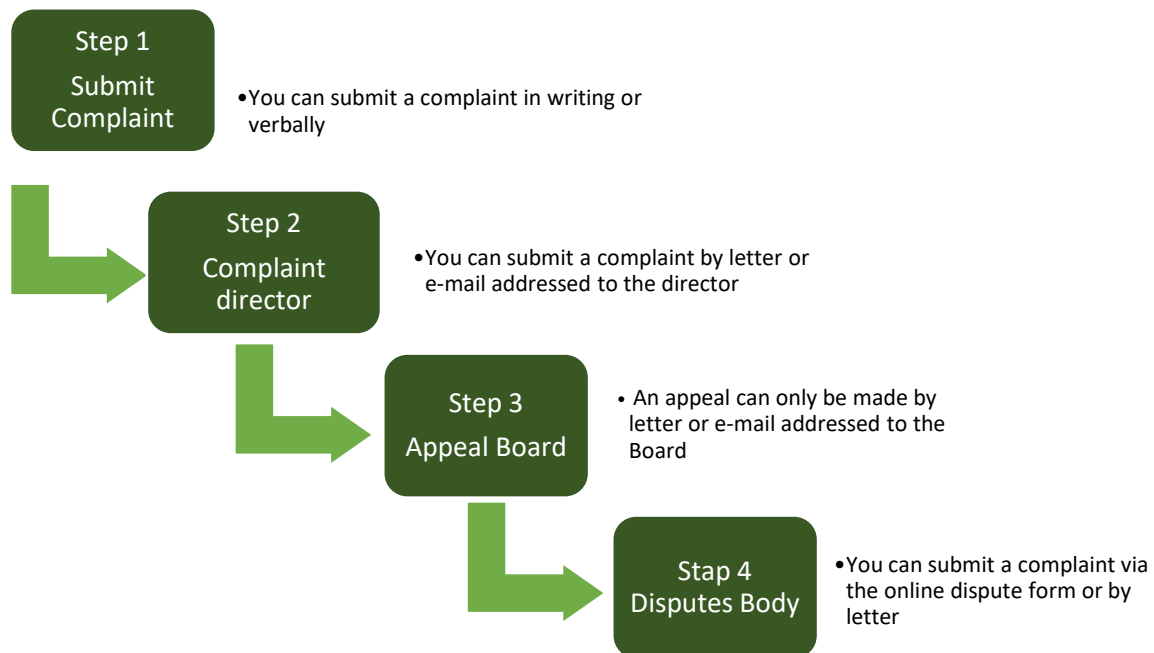 Step 1
Submit
Complaint
•You can submit a complaint in writing or
verbally
Step 2
Complaint
director
•You can submit a complaint by letter or
e-mail addressed to the director
Step 3
Appeal Board
• An appeal can only be made by
letter or e-mail addressed to the
Board
Stap 4
Disputes Body
•You can submit a complaint via
the online dispute form or by
letter